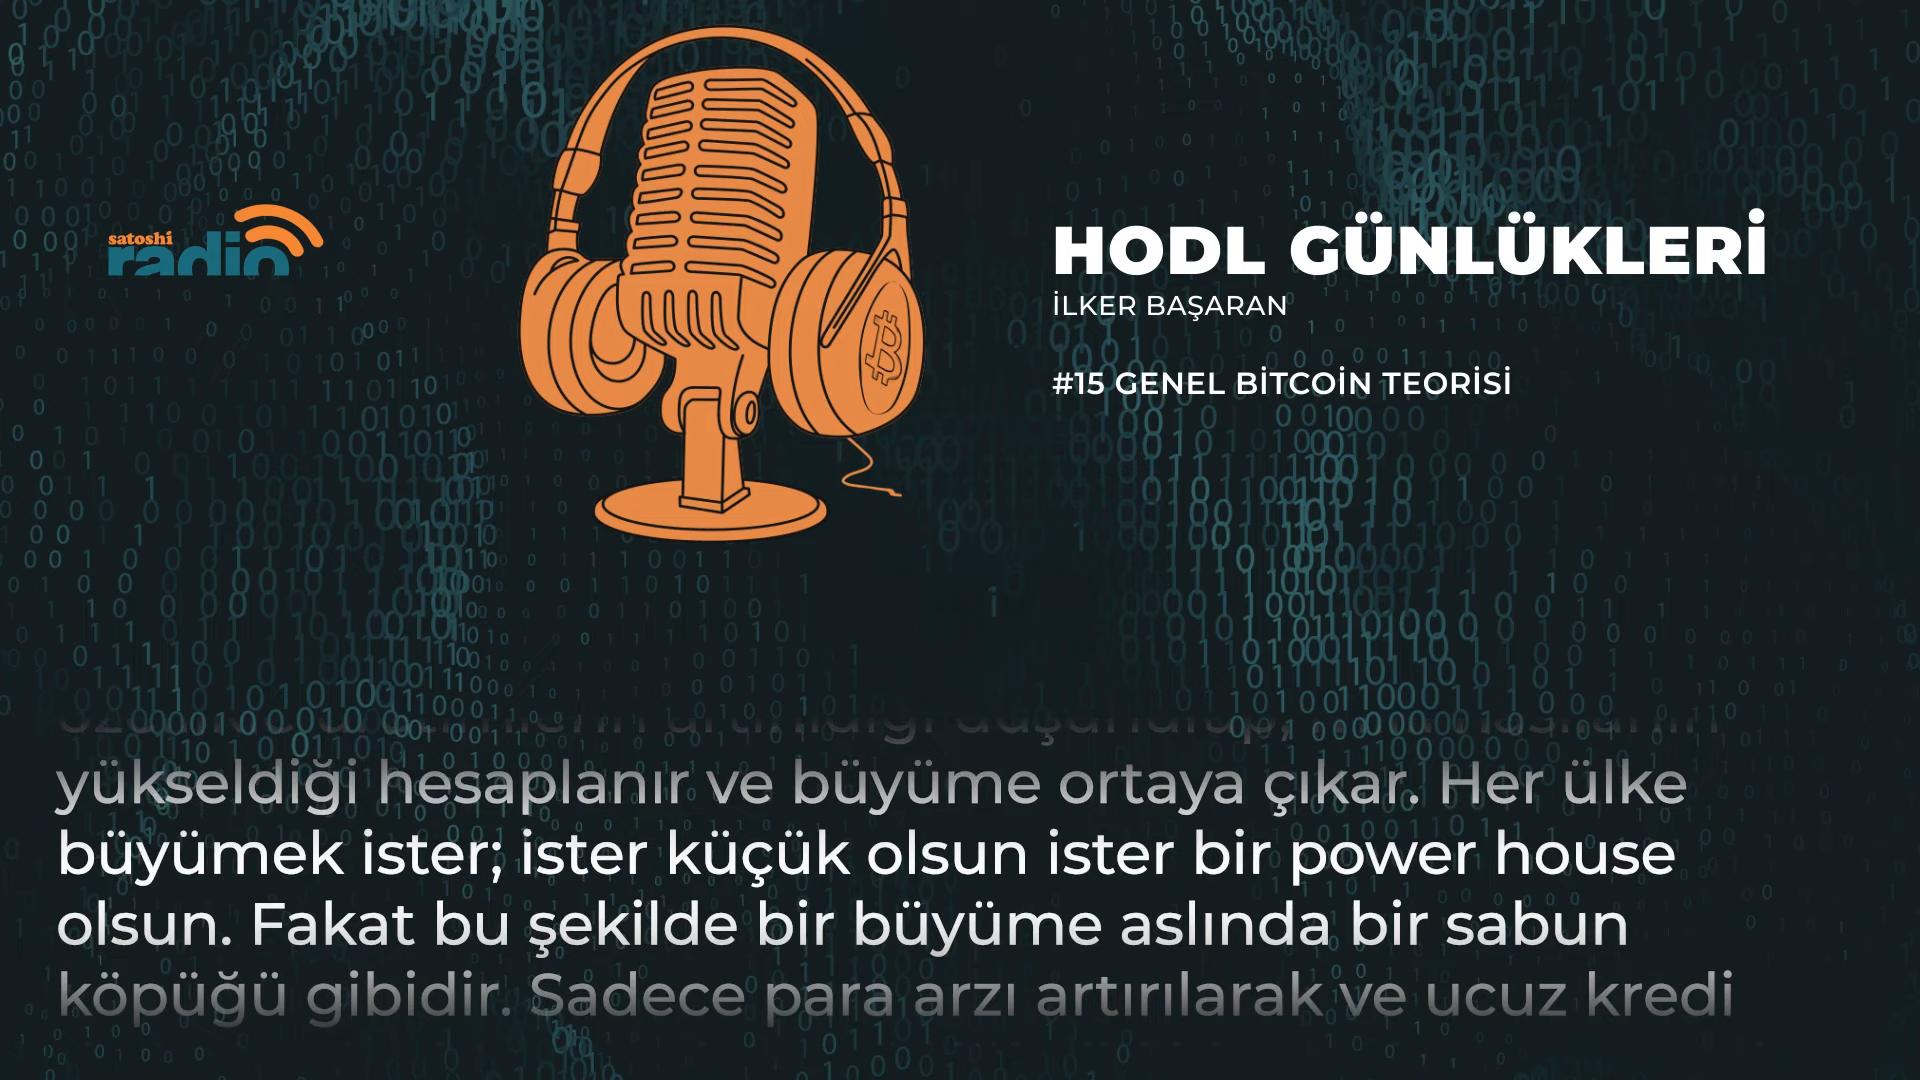 satoshi
radio
HODL GÜNLÜKLERİ
İLKER BAŞARAN
#15 GENEL BİTCOİN TEORİSİ
yükseldiği hesaplanır ve büyüme ortaya çıkar. Her ülke
büyümek ister; ister küçük olsun ister bir power house
olsun. Fakat bu şekilde bir büyüme aslında bir sabun
köpüğü gibidir. Sadece para arzı artırılarak ve ucuz kredi